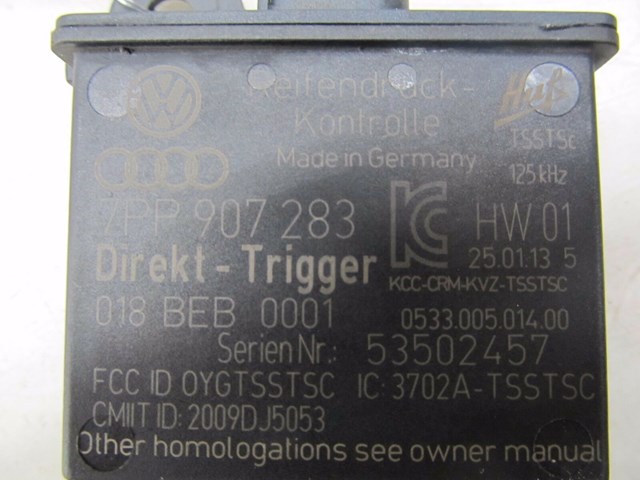 Reifendruck-
Kontrolle
Huf
TSSTSC
Made in Germany
125 kHz
7PP 907 283
HW 01
25.01.13 5
Direkt - Trigger
KCC-CRM-KVZ-TSSTSC
018 BEB 0001
0533.005.014.00
Serien Nr.: 53502457
FCC ID OYGTSSTSC IC: 3702A-TSSTSC
CMIIT ID: 2009DJ5053
Other homologations see owner manual